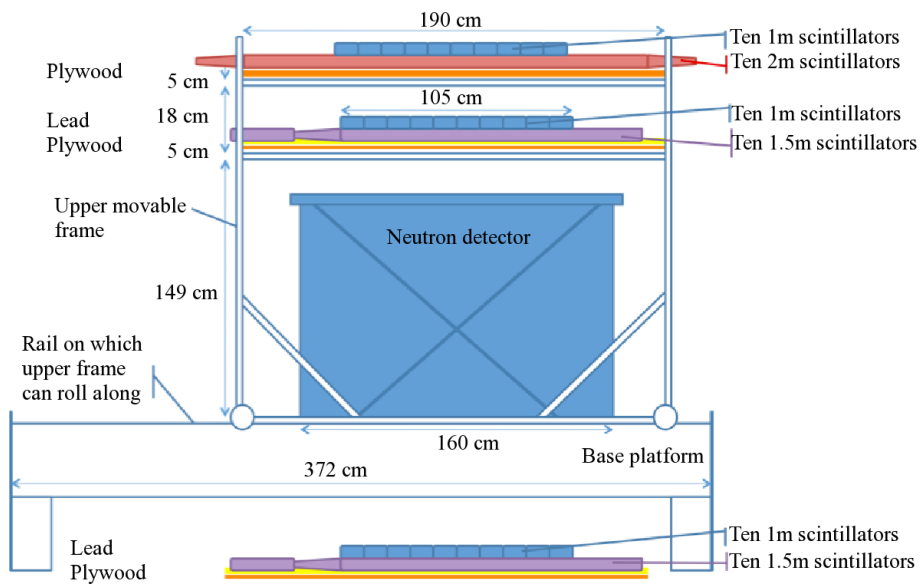 190 cm
Ten 1m scintillators
Ten 2m scintillators
Plywood
5 cm
18 cm
105 cm
Ten 1m scintillators
Lead
Plywood
5 cm
Ten 1.5m scintillators
Upper movable
frame
Neutron detector
149 cm
Rail on which
upper frame
can roll along
160 cm
Base platform
372 cm
Ten 1m scintillators
Lead
Plywood
Ten 1.5m scintillators